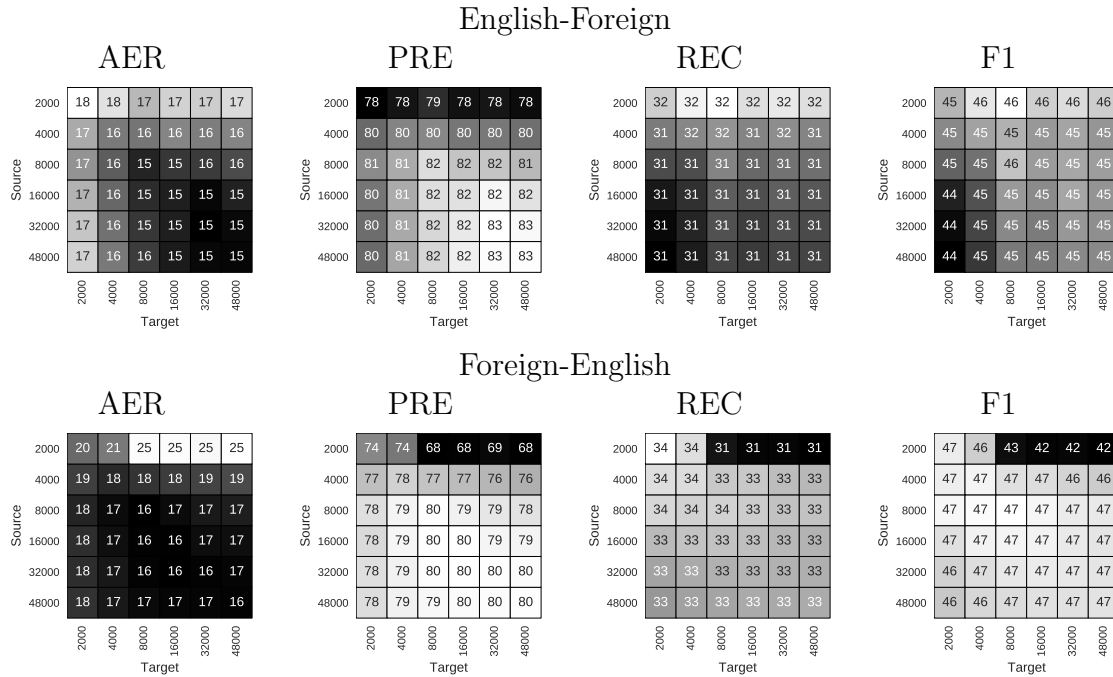 English-Foreign
AER PRE REC F1
2000 18 18 17 17 17 17 2000 78 78 79 78 78 78 2000 32 32 32 32 32 32 2000 45 46 46 46 46 46
4000 17 16 16 16 16 16 4000 80 80 80 80 80 80 4000 31 32 32 31 32 31 4000 45 45 45 45 45 45
8000 17 16 15 15 16 16 8000 81 81 82 82 82 81 8000 31 31 31 31 31 31 8000 45 45 46 45 45 45
16000 17 16 15 15 15 15 16000 80 81 82 82 82 82 16000 31 31 31 31 31 31 16000 44 45 45 45 45 45
32000 17 16 15 15 15 15 32000 80 81 82 82 83 83 32000 31 31 31 31 31 31 32000 44 45 45 45 45 45
48000 17 16 15 15 15 15 48000 80 81 82 82 83 83 48000 31 31 31 31 31 31 48000 44 45 45 45 45 45
Source Source Source Source
2000 4000 8000 16000 32000 48000 2000 4000 8000 16000 32000 48000 2000 4000 8000 16000 32000 48000 2000 4000 8000 16000 32000 48000
Target Target Target Target
Foreign-English
AER PRE REC F1
2000 20 21 25 25 25 25 2000 74 74 68 68 69 68 2000 34 34 31 31 31 31 2000 47 46 43 42 42 42
4000 19 18 18 18 19 19 4000 77 78 77 77 76 76 4000 34 34 33 33 33 33 4000 47 47 47 47 46 46
8000 18 17 16 17 17 17 8000 78 79 80 79 79 78 8000 34 34 34 33 33 33 8000 47 47 47 47 47 47
16000 18 17 16 16 17 17 16000 78 79 80 80 79 79 16000 33 33 33 33 33 33 16000 47 47 47 47 47 47
32000 18 17 16 16 16 17 32000 78 79 80 80 80 80 32000 33 33 33 33 33 33 32000 46 47 47 47 47 47
48000 18 17 17 17 17 16 48000 78 79 79 80 80 80 48000 33 33 33 33 33 33 48000 46 46 47 47 47 47
Source Source Source Source
2000 4000 8000 16000 32000 48000 2000 4000 8000 16000 32000 48000 2000 4000 8000 16000 32000 48000 2000 4000 8000 16000 32000 48000
Target Target Target Target